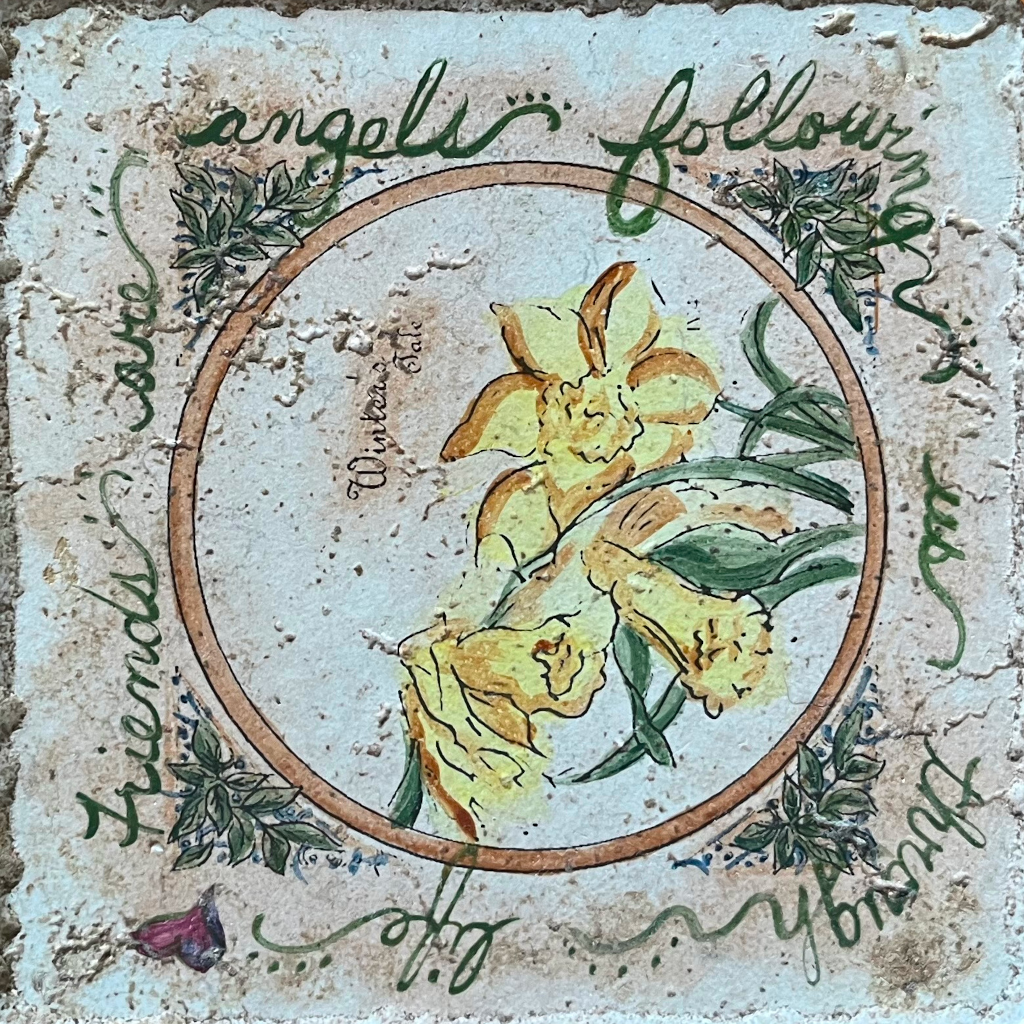 Friends are
angels following
us through
life
Winter's
Tale